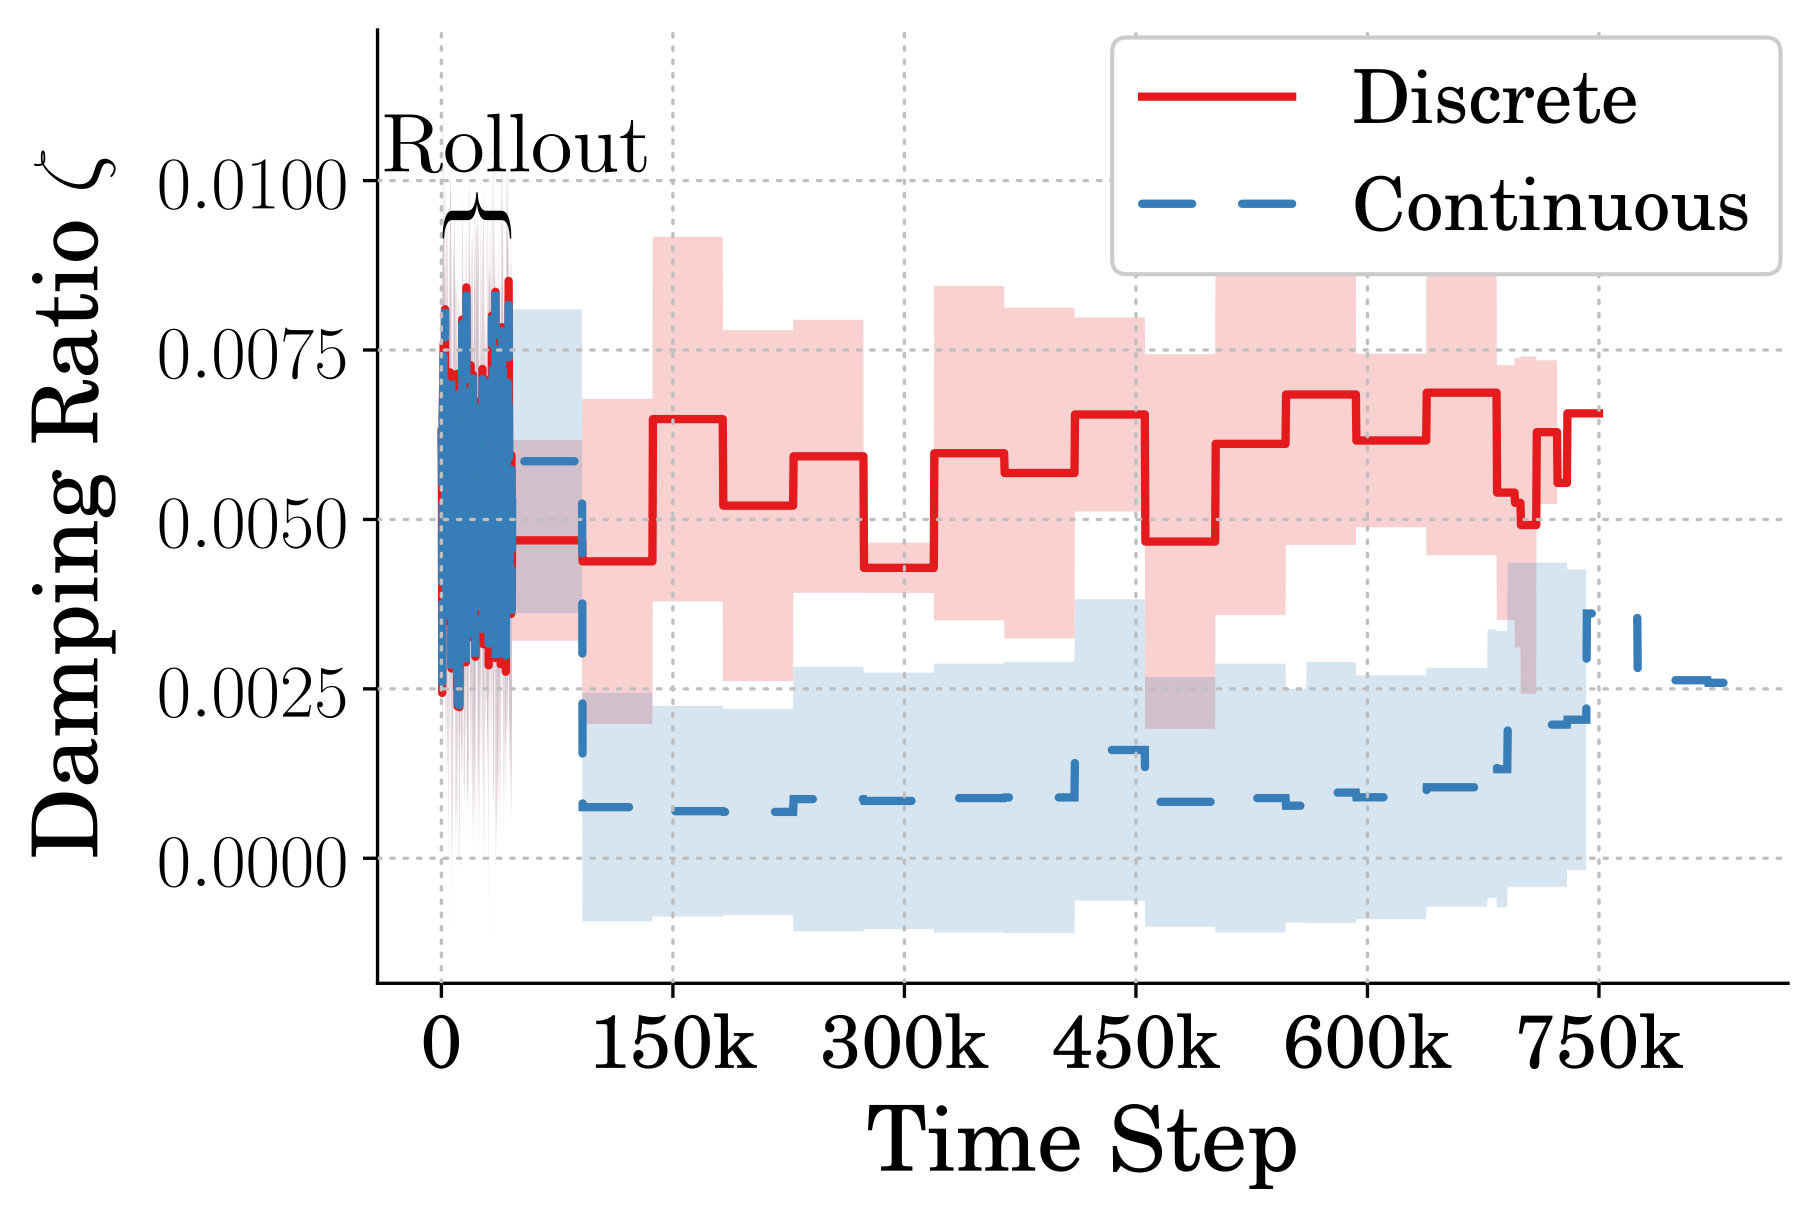 Discrete
Continuous
Rollout
Damping Ratio ζ
0.0100
0.0075
0.0050
0.0025
0.0000
0 150k 300k 450k 600k 750k
Time Step